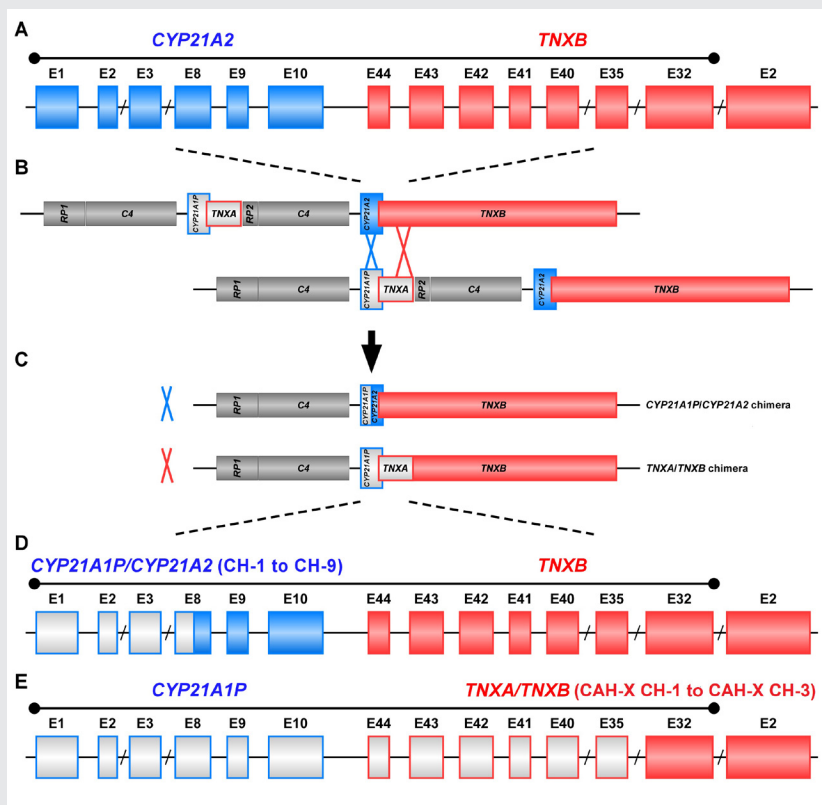 A
CYP21A2 TNXB
E1 E2 E3 E8 E9 E10 E44 E43 E42 E41 E40 E35 E32 E2
B
RP1 C4 CYP21A1P TNXA RP2 C4 CYP21A2 TNXB
RP1 C4 CYP21A1P TNXA RP2 C4 CYP21A2 TNXB
C
RP1 C4 CYP21A1P CYP21A2 TNXB CYP21A1P/CYP21A2 chimera
RP1 C4 CYP21A1P TNXA TNXB TNXA/TNXB chimera
D
CYP21A1P/CYP21A2 (CH-1 to CH-9) TNXB
E1 E2 E3 E8 E9 E10 E44 E43 E42 E41 E40 E35 E32 E2
E
CYP21A1P TNXA/TNXB (CAH-X CH-1 to CAH-X CH-3)
E1 E2 E3 E8 E9 E10 E44 E43 E42 E41 E40 E35 E32 E2